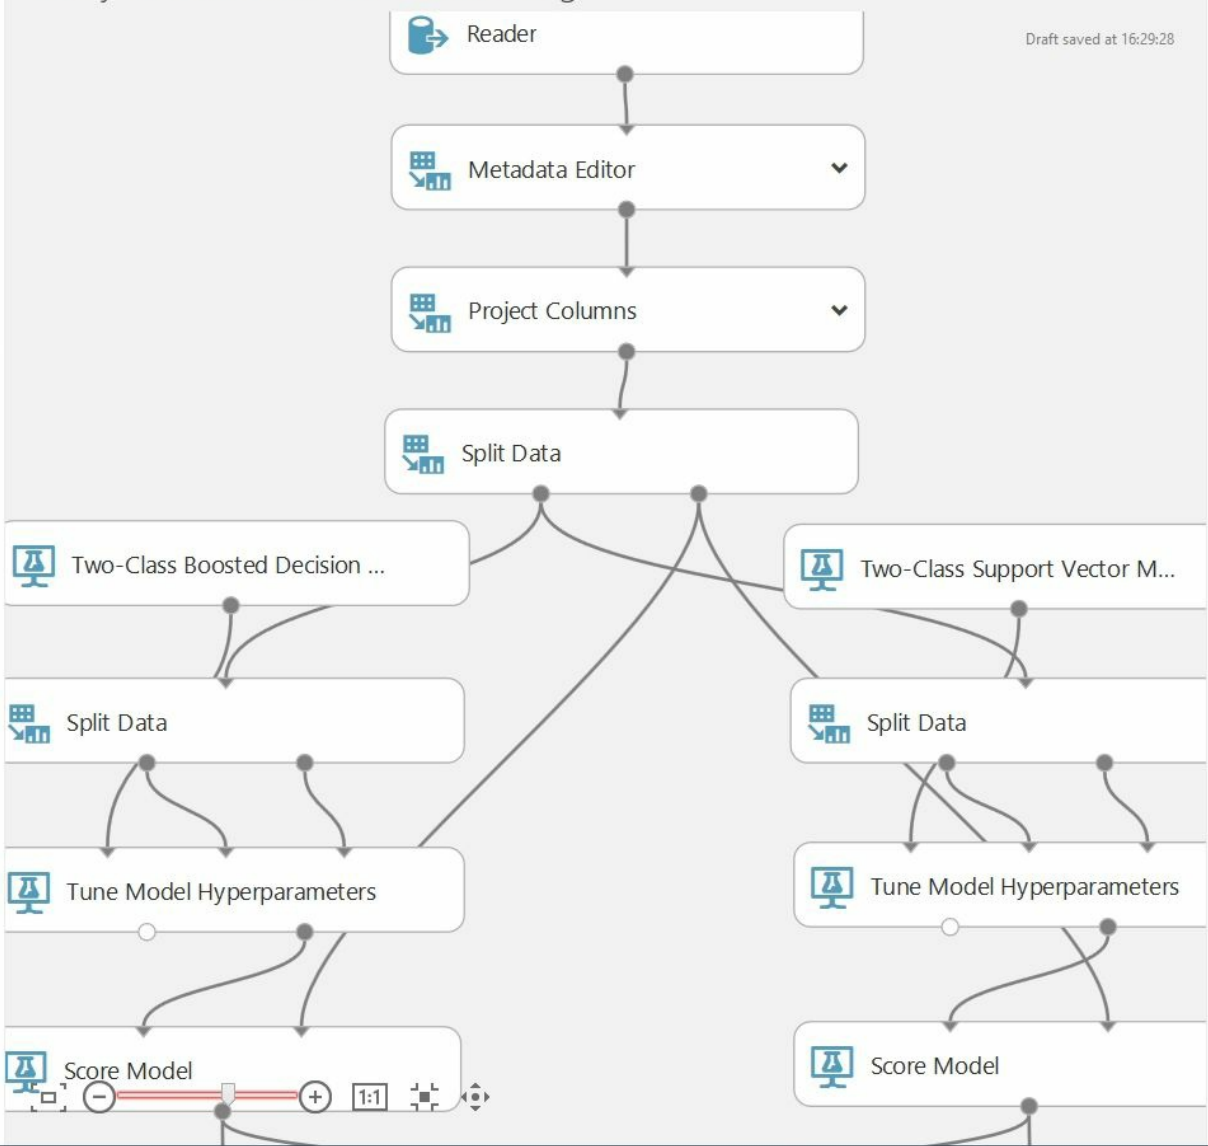 Reader
Draft saved at 16:29:28
Metadata Editor
Project Columns
Split Data
Two-Class Boosted Decision ...
Two-Class Support Vector M...
Split Data
Split Data
Tune Model Hyperparameters
Tune Model Hyperparameters
Score Model
Score Model
1:1